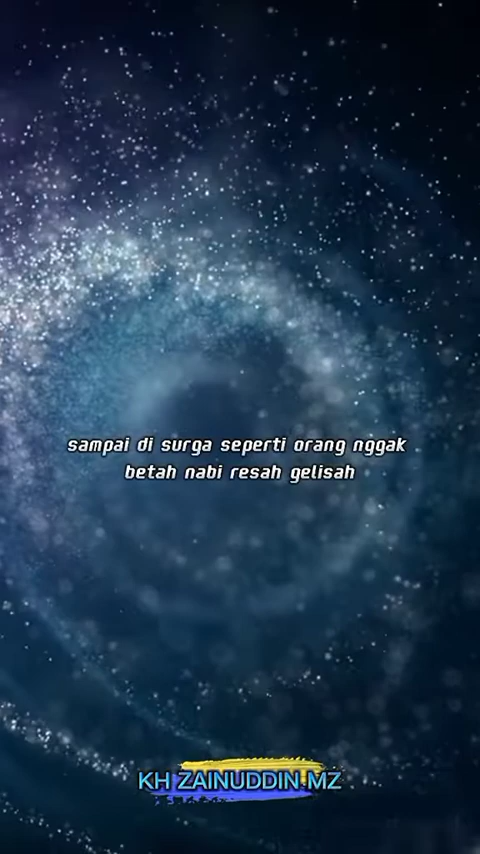 sampai di surga seperti orang nggak
betah nabi resah gelisah
KH ZAINUDDIN MZ